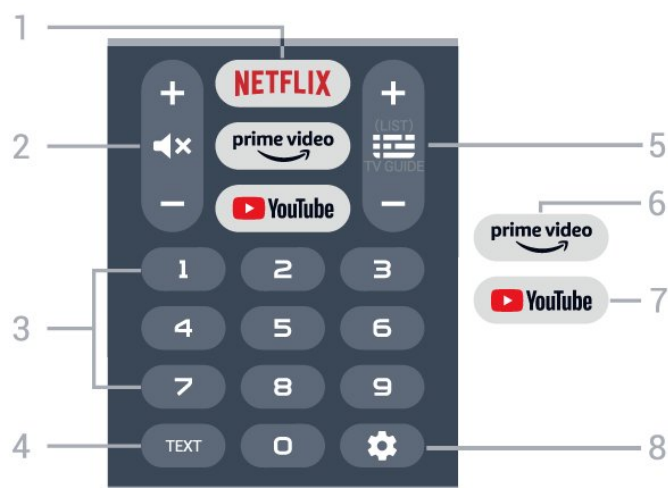 1
NETFLIX
+
+
2
prime video
(LIST)
TV GUIDE
5
−
YouTube
−
6
prime video
YouTube
7
1 2 3
3
4 5 6
7 8 9
4
TEXT 0
8